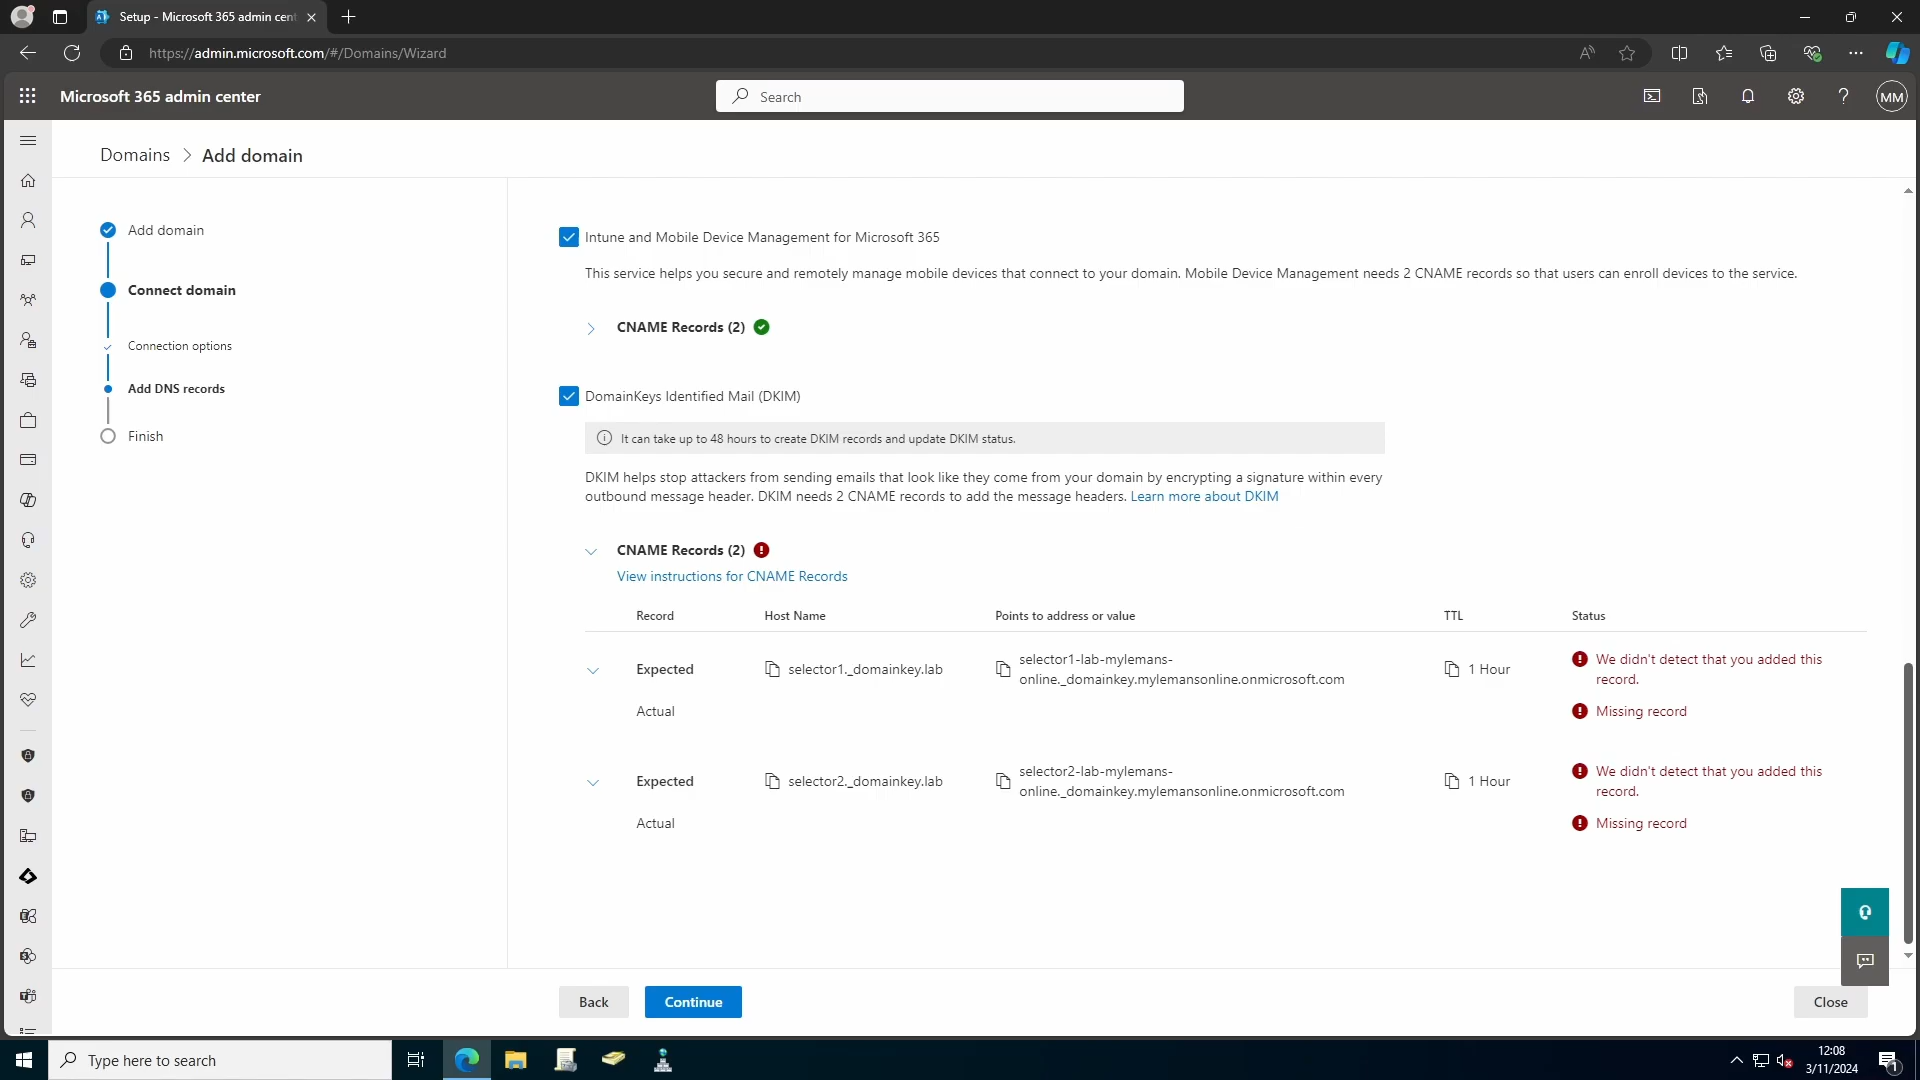 Setup - Microsoft 365 admin cent
https://admin.microsoft.com/#/Domains/Wizard
Microsoft 365 admin center
Search
MM
Domains > Add domain
Add domain
Connect domain
Connection options
Add DNS records
Finish
Intune and Mobile Device Management for Microsoft 365
This service helps you secure and remotely manage mobile devices that connect to your domain. Mobile Device Management needs 2 CNAME records so that users can enroll devices to the service.
CNAME Records (2)
DomainKeys Identified Mail (DKIM)
It can take up to 48 hours to create DKIM records and update DKIM status.
DKIM helps stop attackers from sending emails that look like they come from your domain by encrypting a signature within every
outbound message header. DKIM needs 2 CNAME records to add the message headers. Learn more about DKIM
CNAME Records (2)
View instructions for CNAME Records
Record Host Name Points to address or value TTL Status
Expected selector1._domainkey.lab selector1-lab-mylemans-
online._domainkey.mylemansonline.onmicrosoft.com 1 Hour We didn't detect that you added this
record.
Actual Missing record
Expected selector2._domainkey.lab selector2-lab-mylemans-
online._domainkey.mylemansonline.onmicrosoft.com 1 Hour We didn't detect that you added this
record.
Actual Missing record
Back Continue Close
Type here to search
12:08
3/11/2024
1